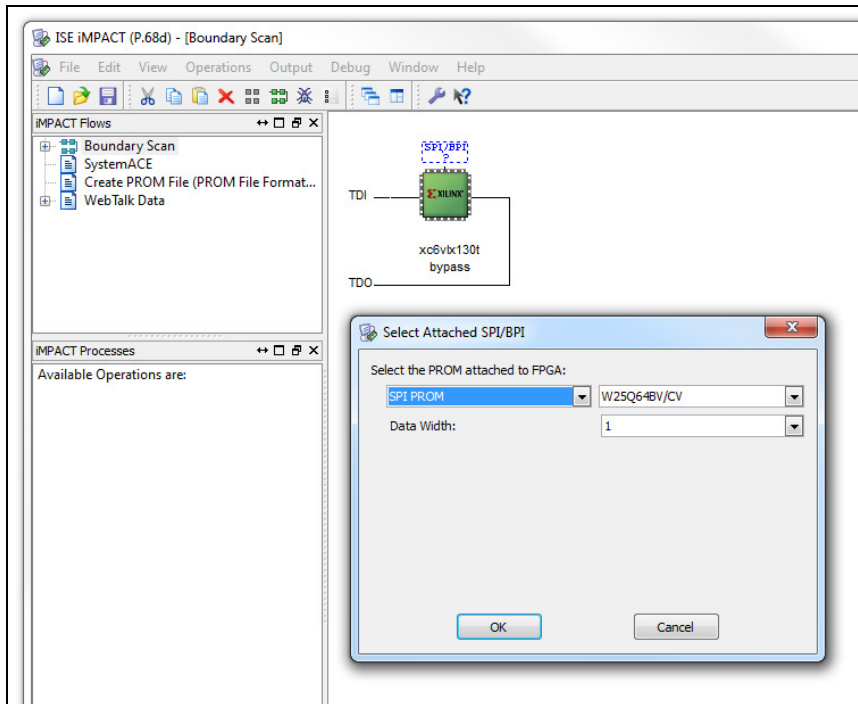 ISE iMPACT (P.68d) - [Boundary Scan]
File Edit View Operations Output Debug Window Help
iMPACT Flows
Boundary Scan
SystemACE
Create PROM File (PROM File Format...
WebTalk Data
iMPACT Processes
Available Operations are:
SPI/BPI
?
TDI
XILINX
xc6vlx130t
bypass
TDO
Select Attached SPI/BPI
Select the PROM attached to FPGA:
SPI PROM W25Q64BV/CV
Data Width: 1
OK Cancel